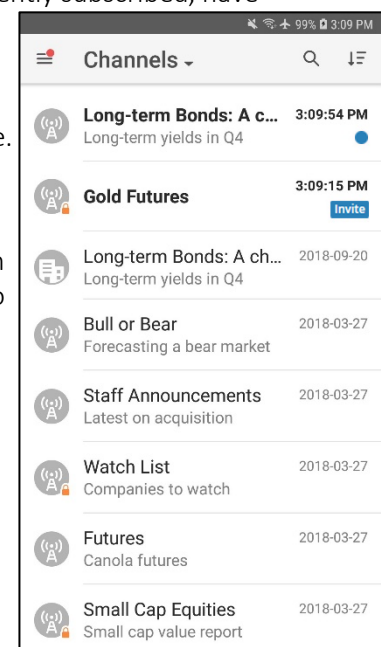 ently subscribed, have
99% 3:09 PM
Channels
Long-term Bonds: A c... 3:09:54 PM
Long-term yields in Q4
e.
Gold Futures 3:09:15 PM
Invite
Long-term Bonds: A ch... 2018-09-20
Long-term yields in Q4
Bull or Bear 2018-03-27
Forecasting a bear market
Staff Announcements 2018-03-27
Latest on acquisition
Watch List 2018-03-27
Companies to watch
Futures 2018-03-27
Canola futures
Small Cap Equities 2018-03-27
Small cap value report